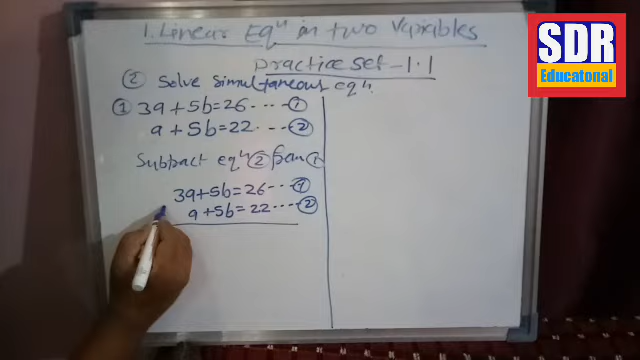 1. Linear Eqⁿ in two Variables
Practice Set - 1.1
② Solve simultaneous eqⁿ.
① 3a + 5b = 26 ---- ①
a + 5b = 22 --- ②
Subtract eqⁿ ② from ①
3a + 5b = 26 --- ①
a + 5b = 22 ---- ②
SDR
Educatonal